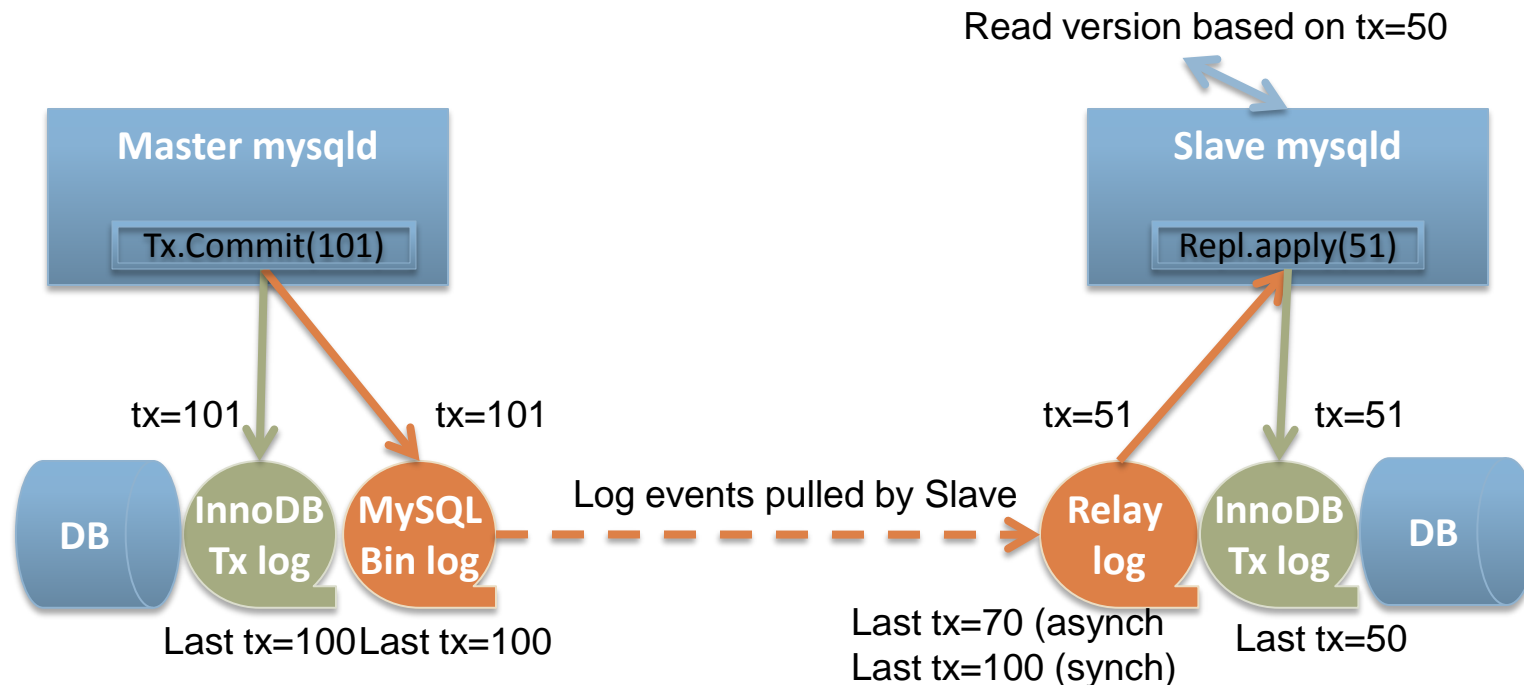 Read version based on tx=50
Master mysqld
Slave mysqld
Tx.Commit(101)
Repl.apply(51)
tx=101
tx=101
tx=51
tx=51
Log events pulled by Slave
DB
InnoDB
Tx log
MySQL
Bin log
Relay
log
InnoDB
Tx log
DB
Last tx=100
Last tx=100
Last tx=70 (asynch
Last tx=100 (synch)
Last tx=50